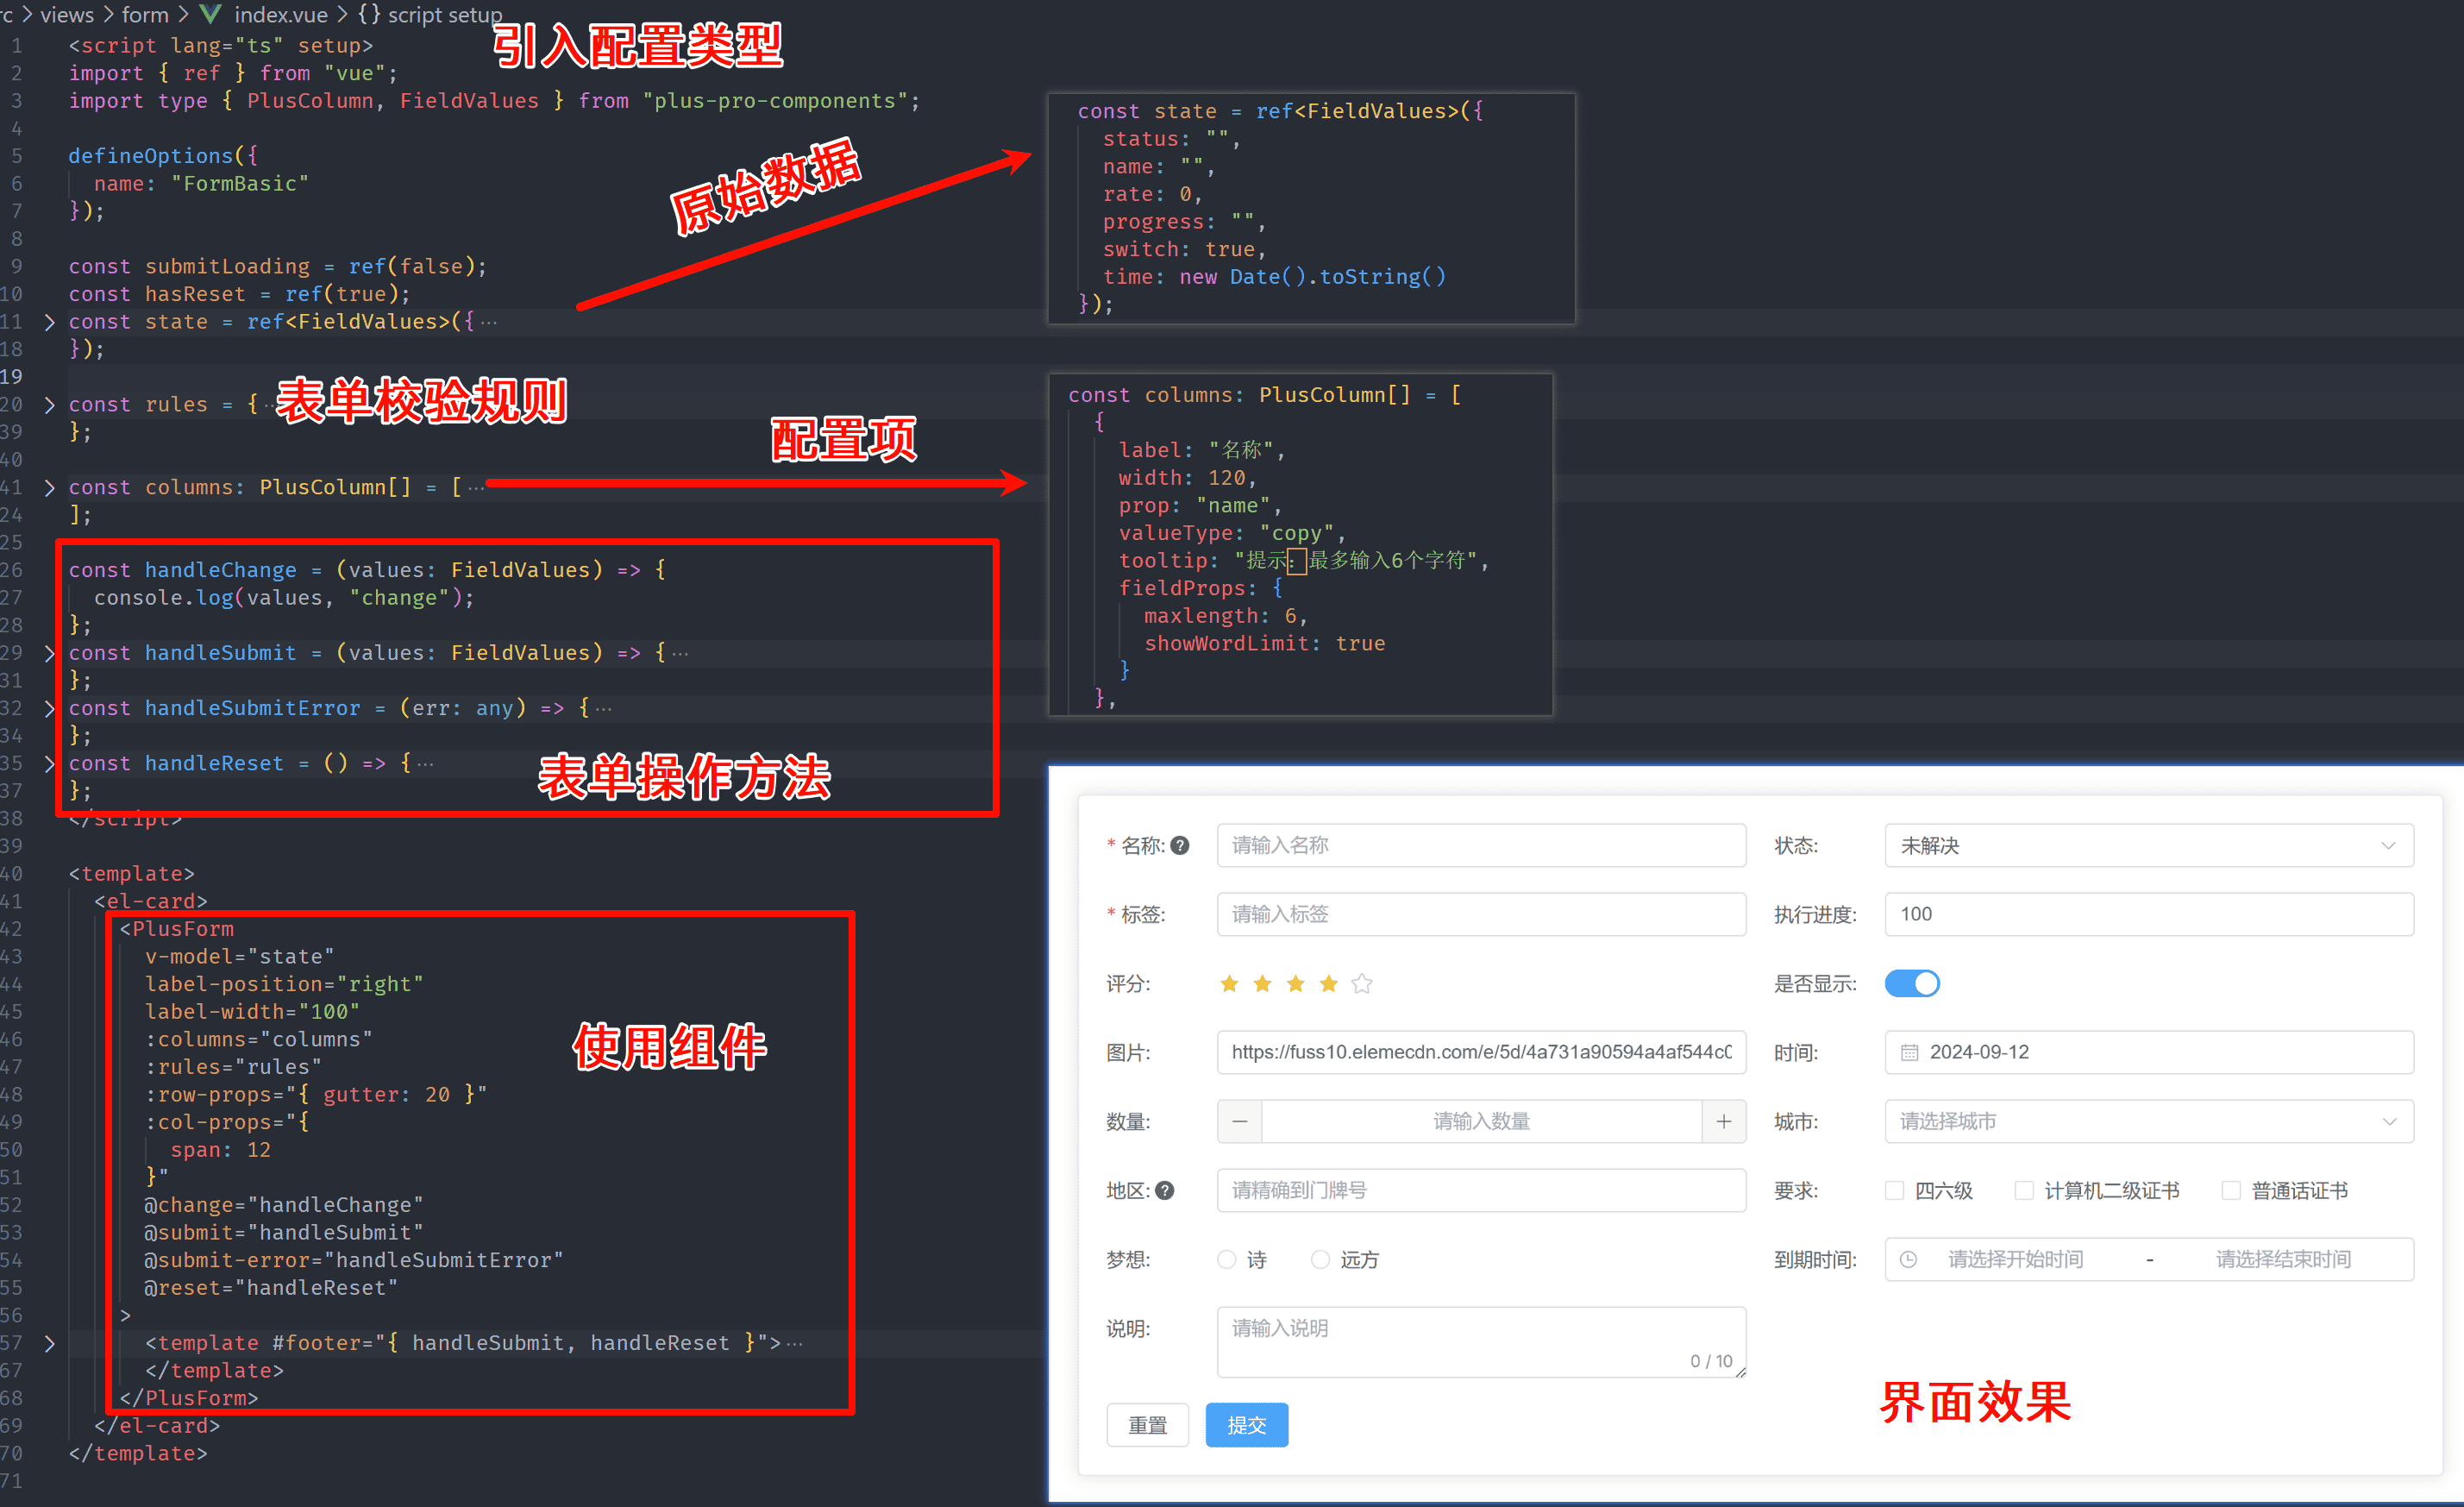 rc > views > form > index.vue > {} script setup
引入配置类型
1 <script lang="ts" setup>
2 import { ref } from "vue";
3 import type { PlusColumn, FieldValues } from "plus-pro-components";
4
5 defineOptions({
6 name: "FormBasic"
7 });
8
9 const submitLoading = ref(false);
10 const hasReset = ref(true);
11 const state = ref<FieldValues>({ ···
18 });
19
20 const rules = { ··
表单校验规则
39 };
40
41 const columns: PlusColumn[] = [ ···
24 ];
25
26 const handleChange = (values: FieldValues) => {
27 console.log(values, "change");
28 };
29 const handleSubmit = (values: FieldValues) => { ···
31 };
32 const handleSubmitError = (err: any) => { ···
34 };
35 const handleReset = () => { ···
37 };
表单操作方法
38 </script>
39
40 <template>
41 <el-card>
42 <PlusForm
43 v-model="state"
44 label-position="right"
45 label-width="100"
46 :columns="columns"
47 :rules="rules"
48 :row-props="{ gutter: 20 }"
49 :col-props="{
50 span: 12
51 }"
52 @change="handleChange"
53 @submit="handleSubmit"
54 @submit-error="handleSubmitError"
55 @reset="handleReset"
56 >
57 <template #footer="{ handleSubmit, handleReset }"> ···
67 </template>
68 </PlusForm>
69 </el-card>
70 </template>
71
使用组件
原始数据
const state = ref<FieldValues>({
status: "",
name: "",
rate: 0,
progress: "",
switch: true,
time: new Date().toString()
});
配置项
const columns: PlusColumn[] = [
{
label: "名称",
width: 120,
prop: "name",
valueType: "copy",
tooltip: "提示：最多输入6个字符",
fieldProps: {
maxlength: 6,
showWordLimit: true
}
},
* 名称: ? 请输入名称 状态: 未解决
* 标签: 请输入标签 执行进度: 100
评分: 是否显示:
图片: https://fuss10.elemecdn.com/e/5d/4a731a90594a4af544c0 时间: 2024-09-12
数量: − 请输入数量 + 城市: 请选择城市
地区: ? 请精确到门牌号 要求: 四六级 计算机二级证书 普通话证书
梦想: 诗 远方 到期时间: 请选择开始时间 - 请选择结束时间
说明: 请输入说明
0 / 10
重置 提交
界面效果